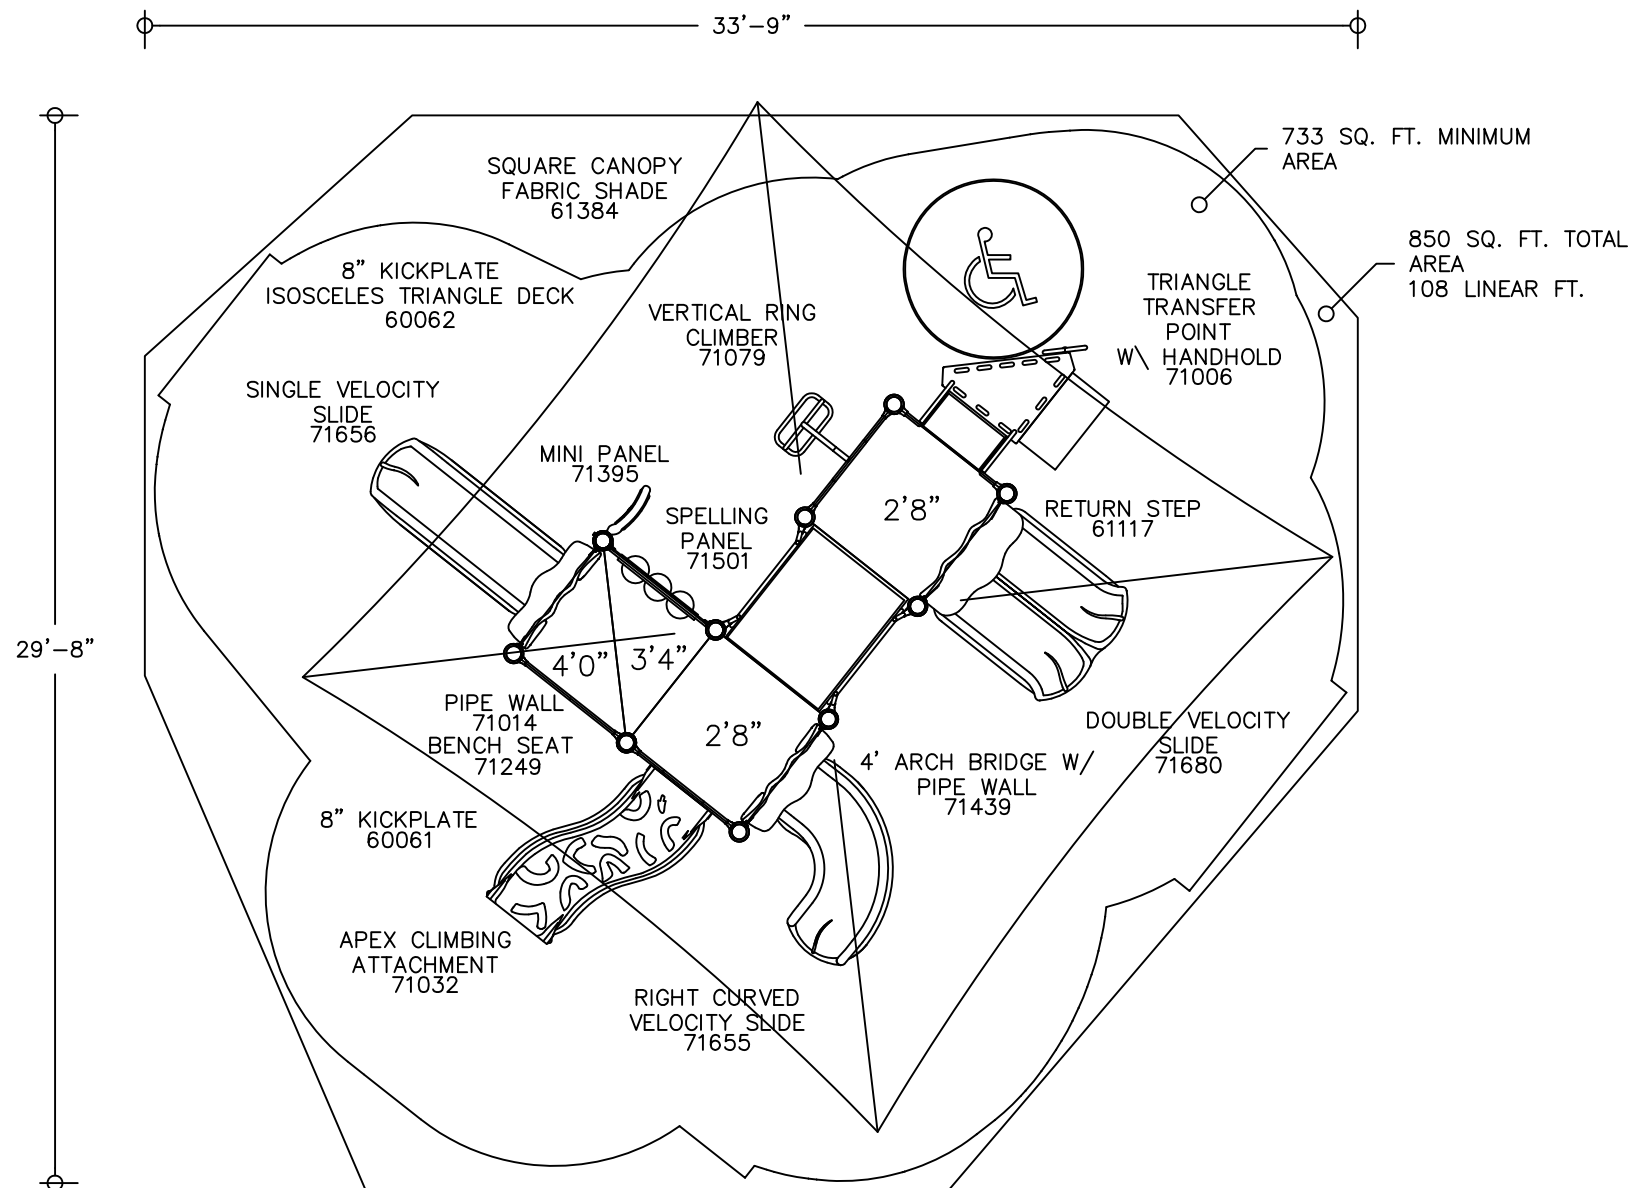 33'-9"
733 SQ. FT. MINIMUM
AREA
SQUARE CANOPY
FABRIC SHADE
61384
850 SQ. FT. TOTAL
AREA
108 LINEAR FT.
8" KICKPLATE
ISOSCELES TRIANGLE DECK
60062
VERTICAL RING
CLIMBER
71079
TRIANGLE
TRANSFER
POINT
W\ HANDHOLD
71006
SINGLE VELOCITY
SLIDE
71656
MINI PANEL
71395
SPELLING
PANEL
71501
2'8"
RETURN STEP
61117
29'-8"
4'0"
3'4"
PIPE WALL
71014
BENCH SEAT
71249
2'8"
DOUBLE VELOCITY
SLIDE
71680
4' ARCH BRIDGE W/
PIPE WALL
71439
8" KICKPLATE
60061
APEX CLIMBING
ATTACHMENT
71032
RIGHT CURVED
VELOCITY SLIDE
71655